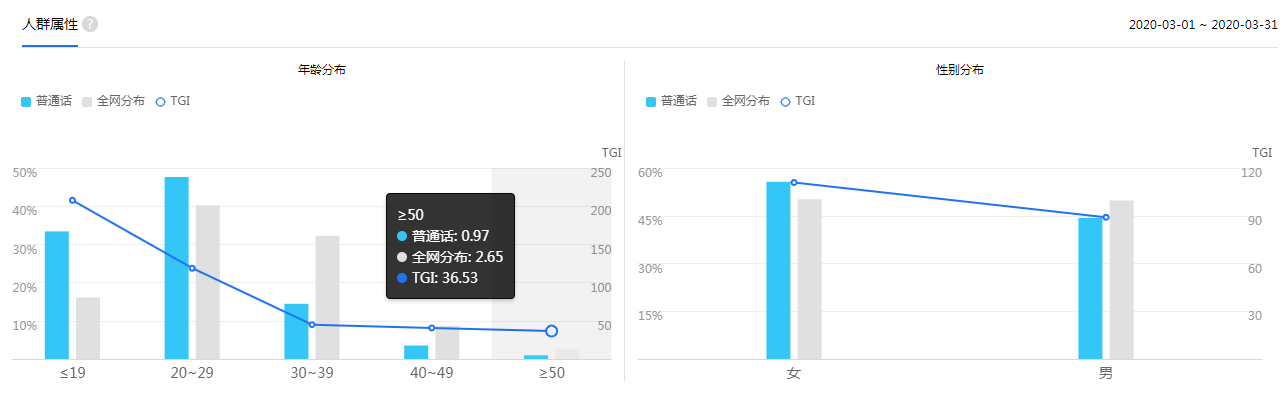 人群属性 ?
2020-03-01 ~ 2020-03-31
年龄分布
普通话 全网分布 TGI
TGI
50% 250
40% 200
30% 150
20% 100
10% 50
≥50
普通话: 0.97
全网分布: 2.65
TGI: 36.53
≤19 20~29 30~39 40~49 ≥50
性别分布
普通话 全网分布 TGI
TGI
60% 120
45% 90
30% 60
15% 30
女 男